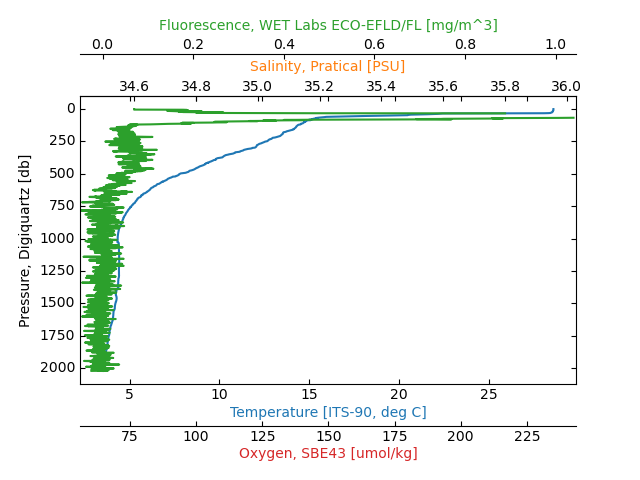 Fluorescence, WET Labs ECO-EFLD/FL [mg/m^3]
0.0 0.2 0.4 0.6 0.8 1.0
Salinity, Pratical [PSU]
34.6 34.8 35.0 35.2 35.4 35.6 35.8 36.0
Pressure, Digiquartz [db]
0
250
500
750
1000
1250
1500
1750
2000
5 10 15 20 25
Temperature [ITS-90, deg C]
75 100 125 150 175 200 225
Oxygen, SBE43 [umol/kg]